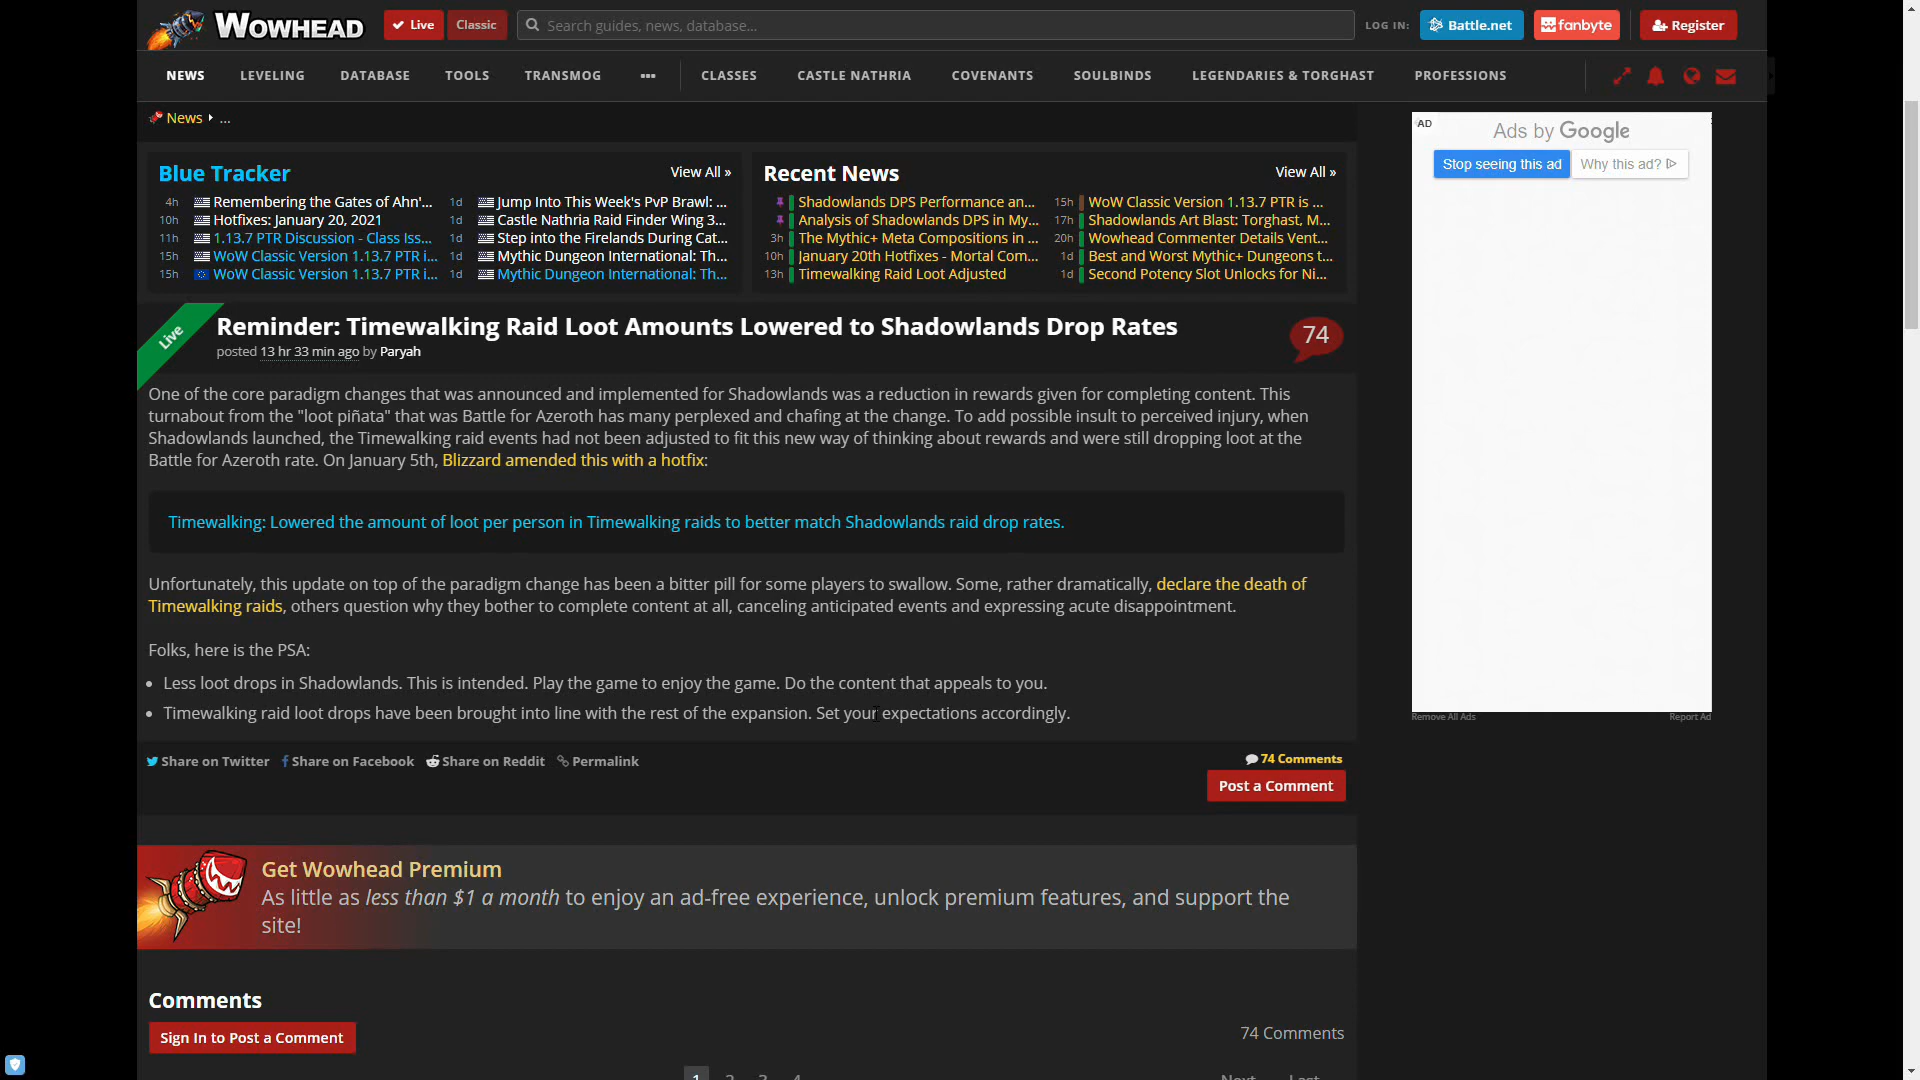 WOWHEAD
Live
Classic
Search guides, news, database...
LOG IN:
Battle.net
fanbyte
Register
NEWS
LEVELING
DATABASE
TOOLS
TRANSMOG
CLASSES
CASTLE NATHRIA
COVENANTS
SOULBINDS
LEGENDARIES & TORGHAST
PROFESSIONS
News
...
Blue Tracker
View All »
4h Remembering the Gates of Ahn'...
10h Hotfixes: January 20, 2021
11h 1.13.7 PTR Discussion - Class Iss...
15h WoW Classic Version 1.13.7 PTR i...
15h WoW Classic Version 1.13.7 PTR i...
1d Jump Into This Week's PvP Brawl: ...
1d Castle Nathria Raid Finder Wing 3...
1d Step into the Firelands During Cat...
1d Mythic Dungeon International: Th...
1d Mythic Dungeon International: Th...
Recent News
View All »
Shadowlands DPS Performance an...
Analysis of Shadowlands DPS in My...
3h The Mythic+ Meta Compositions in ...
10h January 20th Hotfixes - Mortal Com...
13h Timewalking Raid Loot Adjusted
15h WoW Classic Version 1.13.7 PTR is ...
17h Shadowlands Art Blast: Torghast, M...
20h Wowhead Commenter Details Vent...
1d Best and Worst Mythic+ Dungeons t...
1d Second Potency Slot Unlocks for Ni...
AD
Ads by Google
Stop seeing this ad
Why this ad?
Remove All Ads
Report Ad
Live
Reminder: Timewalking Raid Loot Amounts Lowered to Shadowlands Drop Rates
posted 13 hr 33 min ago by Paryah
74
One of the core paradigm changes that was announced and implemented for Shadowlands was a reduction in rewards given for completing content. This
turnabout from the "loot piñata" that was Battle for Azeroth has many perplexed and chafing at the change. To add possible insult to perceived injury, when
Shadowlands launched, the Timewalking raid events had not been adjusted to fit this new way of thinking about rewards and were still dropping loot at the
Battle for Azeroth rate. On January 5th, Blizzard amended this with a hotfix:
Timewalking: Lowered the amount of loot per person in Timewalking raids to better match Shadowlands raid drop rates.
Unfortunately, this update on top of the paradigm change has been a bitter pill for some players to swallow. Some, rather dramatically, declare the death of
Timewalking raids, others question why they bother to complete content at all, canceling anticipated events and expressing acute disappointment.
Folks, here is the PSA:
• Less loot drops in Shadowlands. This is intended. Play the game to enjoy the game. Do the content that appeals to you.
• Timewalking raid loot drops have been brought into line with the rest of the expansion. Set your expectations accordingly.
Share on Twitter
Share on Facebook
Share on Reddit
Permalink
74 Comments
Post a Comment
Get Wowhead Premium
As little as less than $1 a month to enjoy an ad-free experience, unlock premium features, and support the
site!
Comments
Sign In to Post a Comment
74 Comments
1 2 3 4
Next
Last